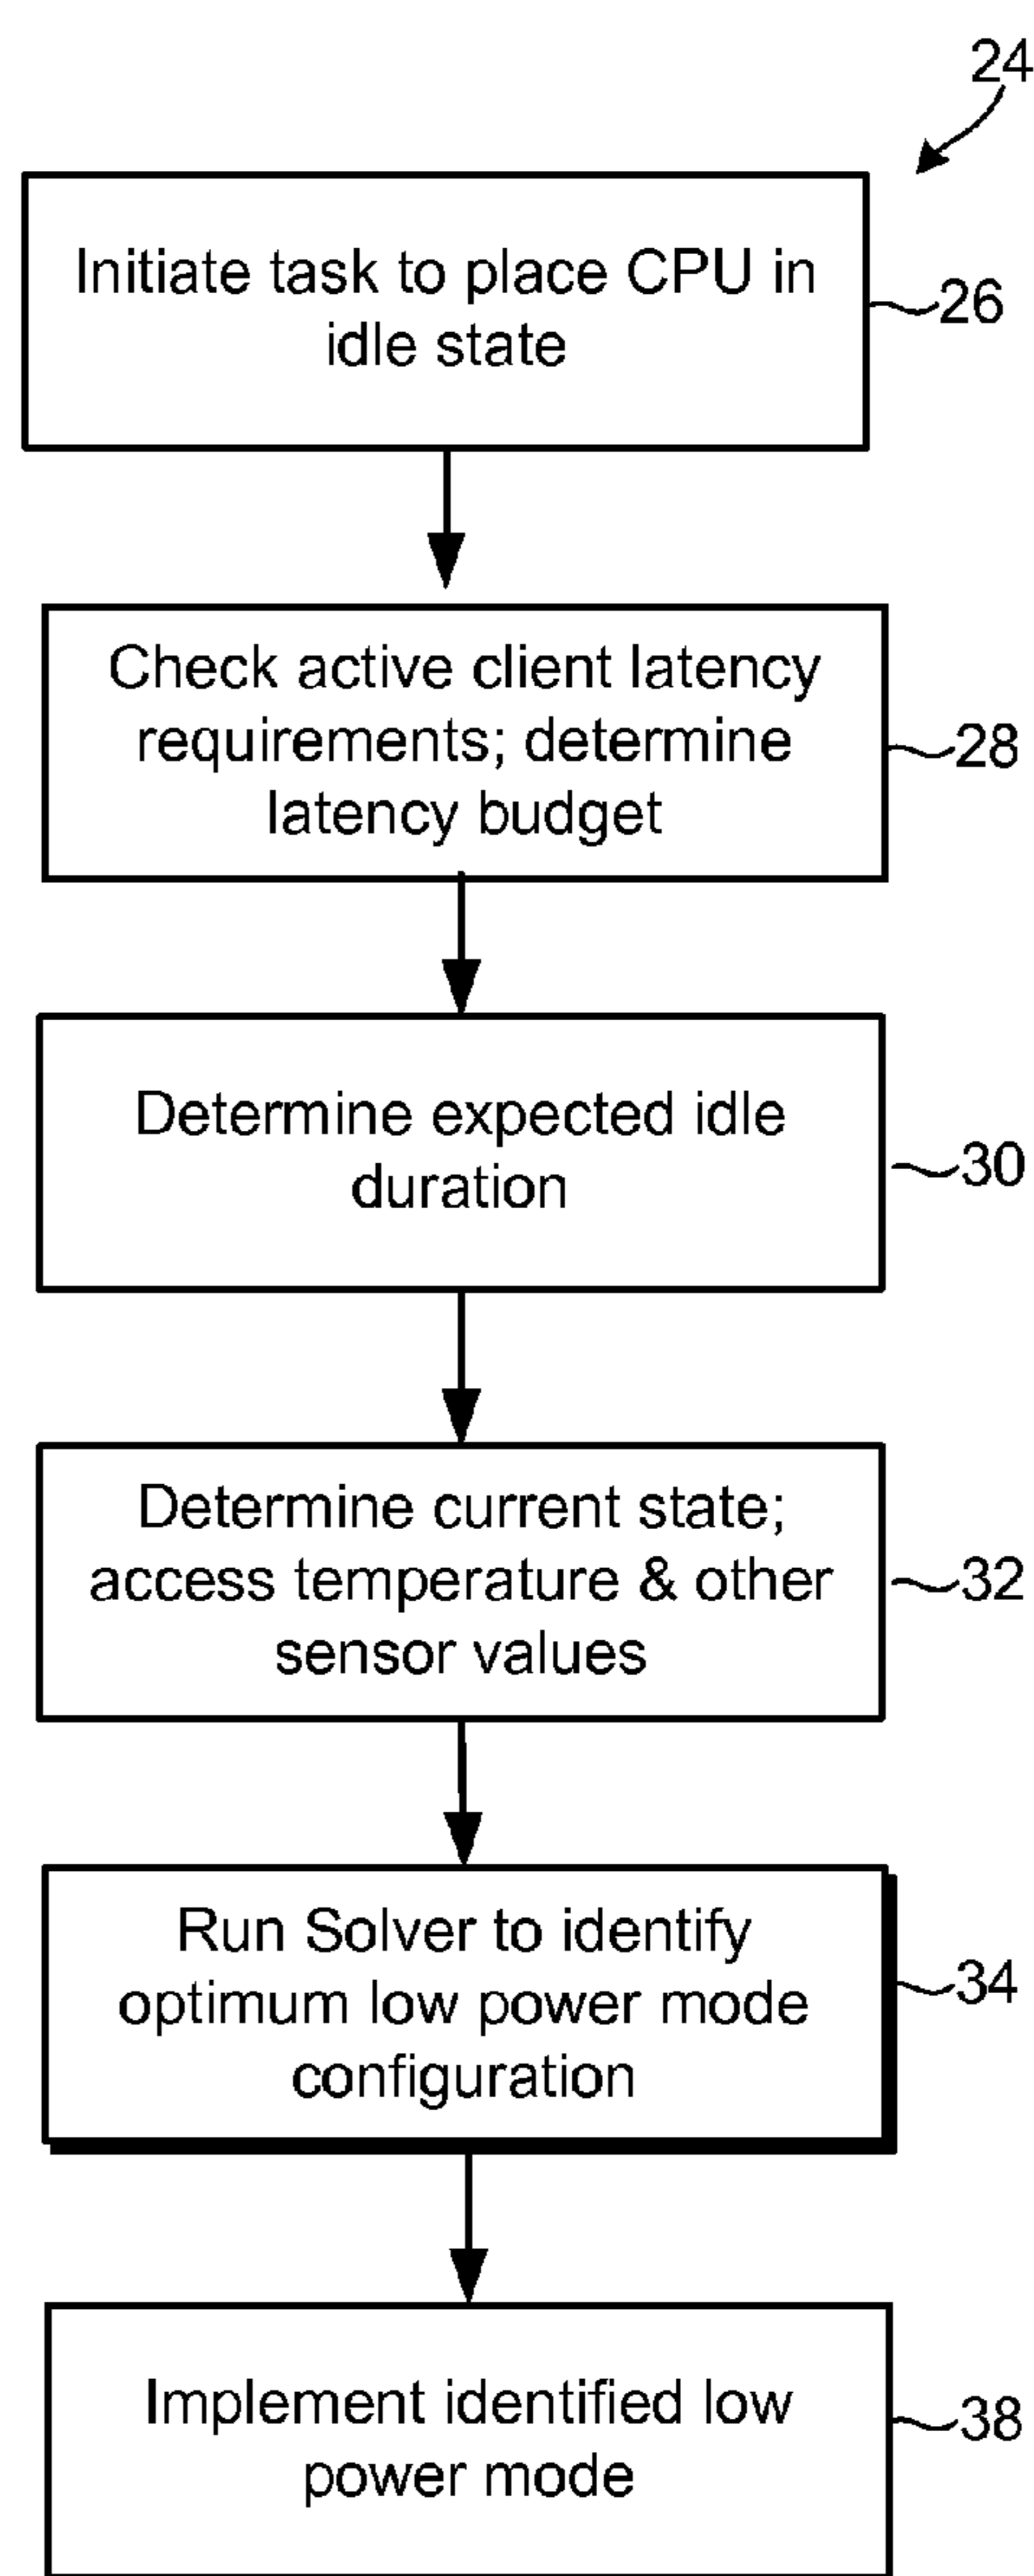 24
Initiate task to place CPU in
idle state
26
Check active client latency
requirements; determine
latency budget
28
Determine expected idle
duration
30
Determine current state;
access temperature & other
sensor values
32
Run Solver to identify
optimum low power mode
configuration
34
Implement identified low
power mode
38